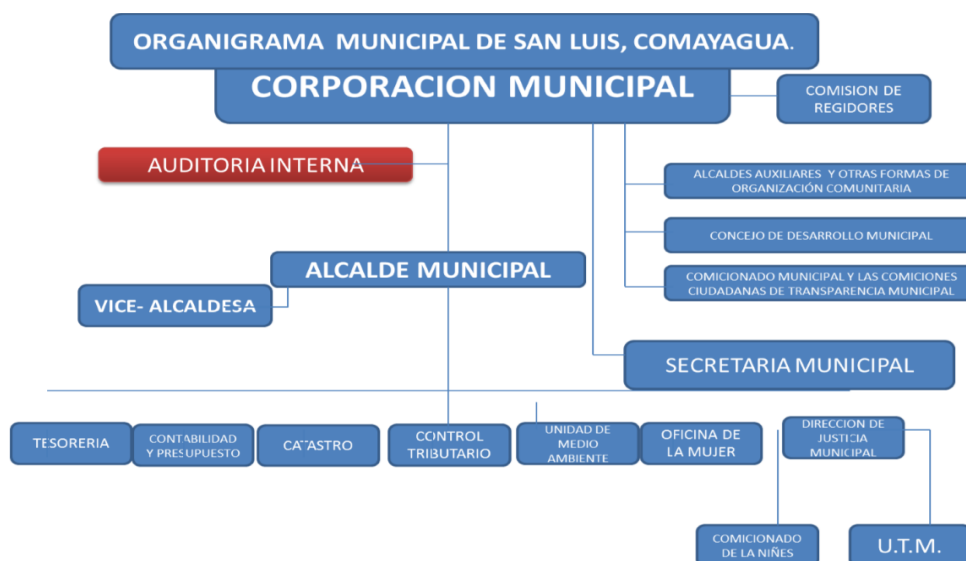 ORGANIGRAMA MUNICIPAL DE SAN LUIS, COMAYAGUA.
CORPORACION MUNICIPAL
COMISION DE
REGIDORES
AUDITORIA INTERNA
ALCALDES AUXILIARES Y OTRAS FORMAS DE
ORGANIZACIÓN COMUNITARIA
CONCEJO DE DESARROLLO MUNICIPAL
ALCALDE MUNICIPAL
COMICIONADO MUNICIPAL Y LAS COMICIONES
CIUDADANAS DE TRANSPARENCIA MUNICIPAL
VICE- ALCALDESA
SECRETARIA MUNICIPAL
TESORERIA
CONTABILIDAD
Y PRESUPUESTO
CATASTRO
CONTROL
TRIBUTARIO
UNIDAD DE
MEDIO
AMBIENTE
OFICINA DE
LA MUJER
DIRECCION DE
JUSTICIA
MUNICIPAL
COMICIONADO
DE LA NIÑES
U.T.M.